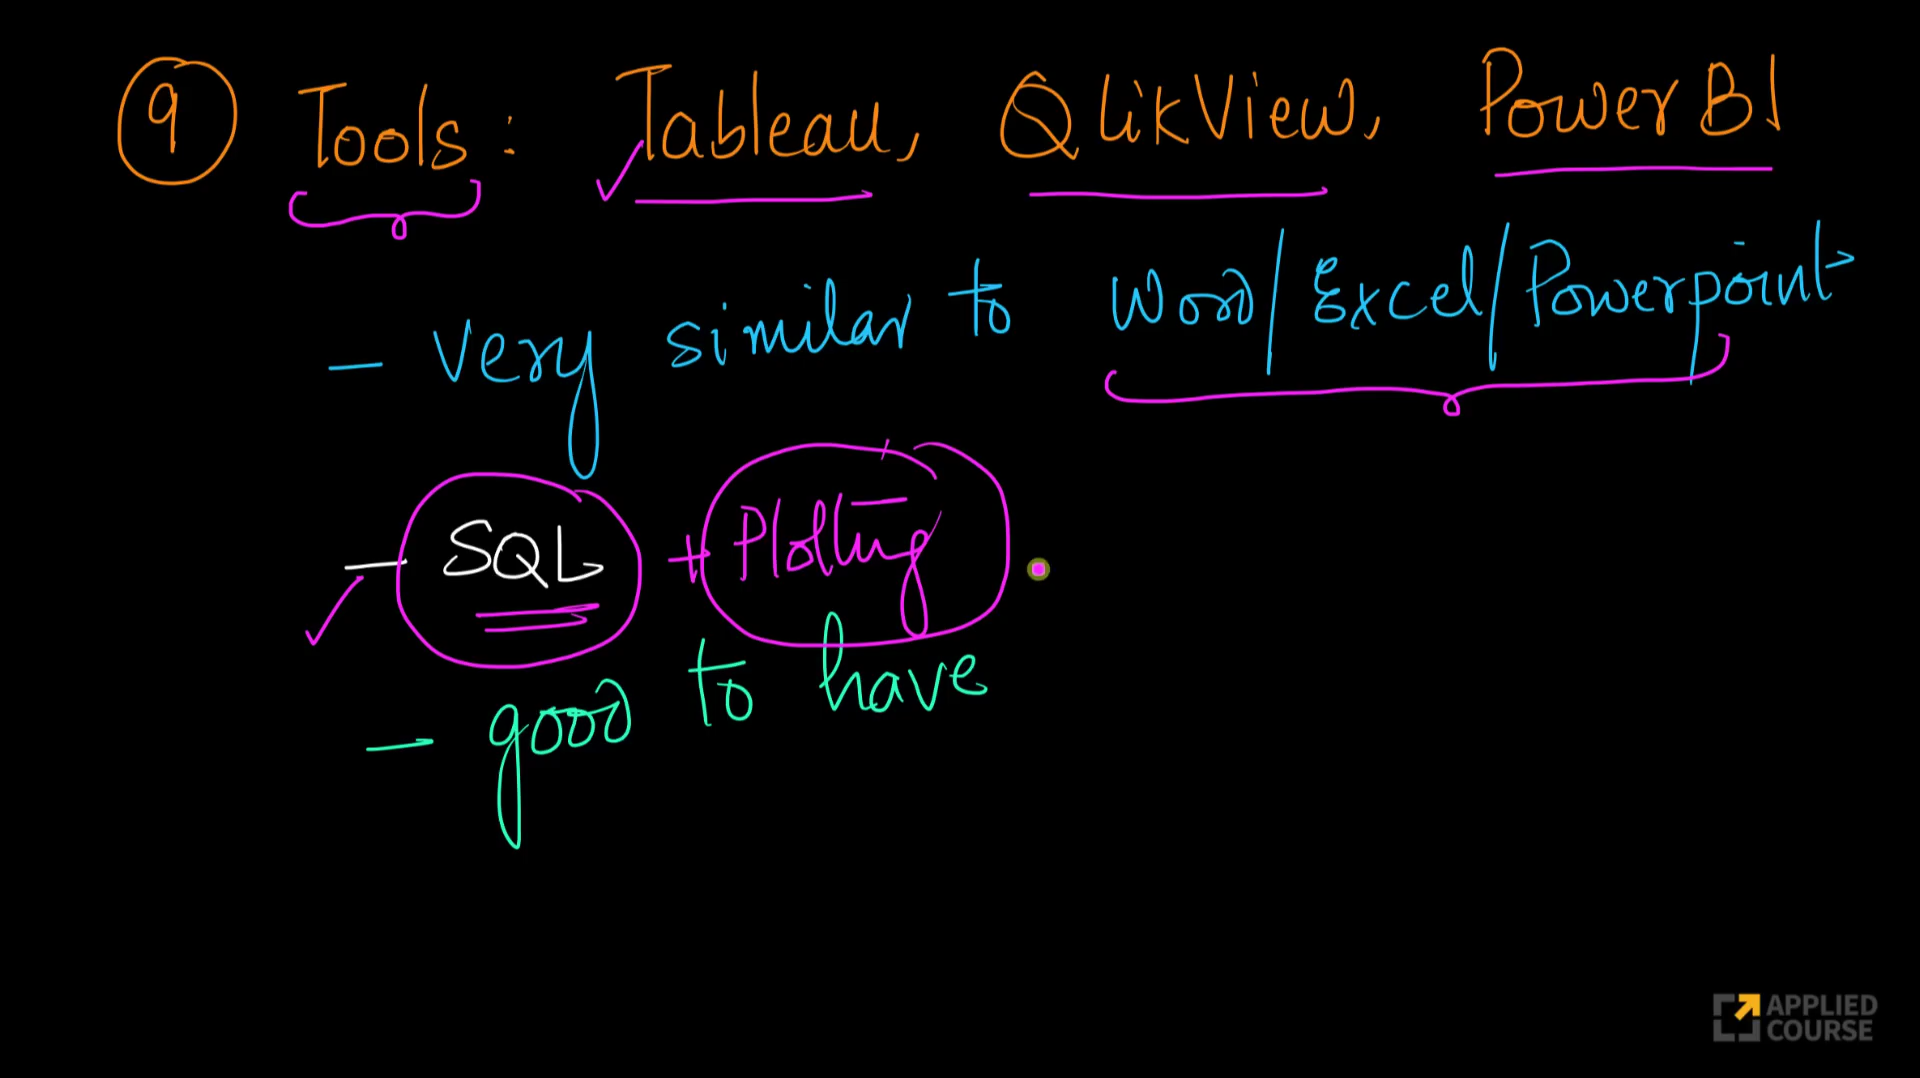 9 Tools: Tableau, QlikView, PowerBI
- very similar to Word/Excel/Powerpoint
- SQL + Plotting
- good to have
APPLIED
COURSE